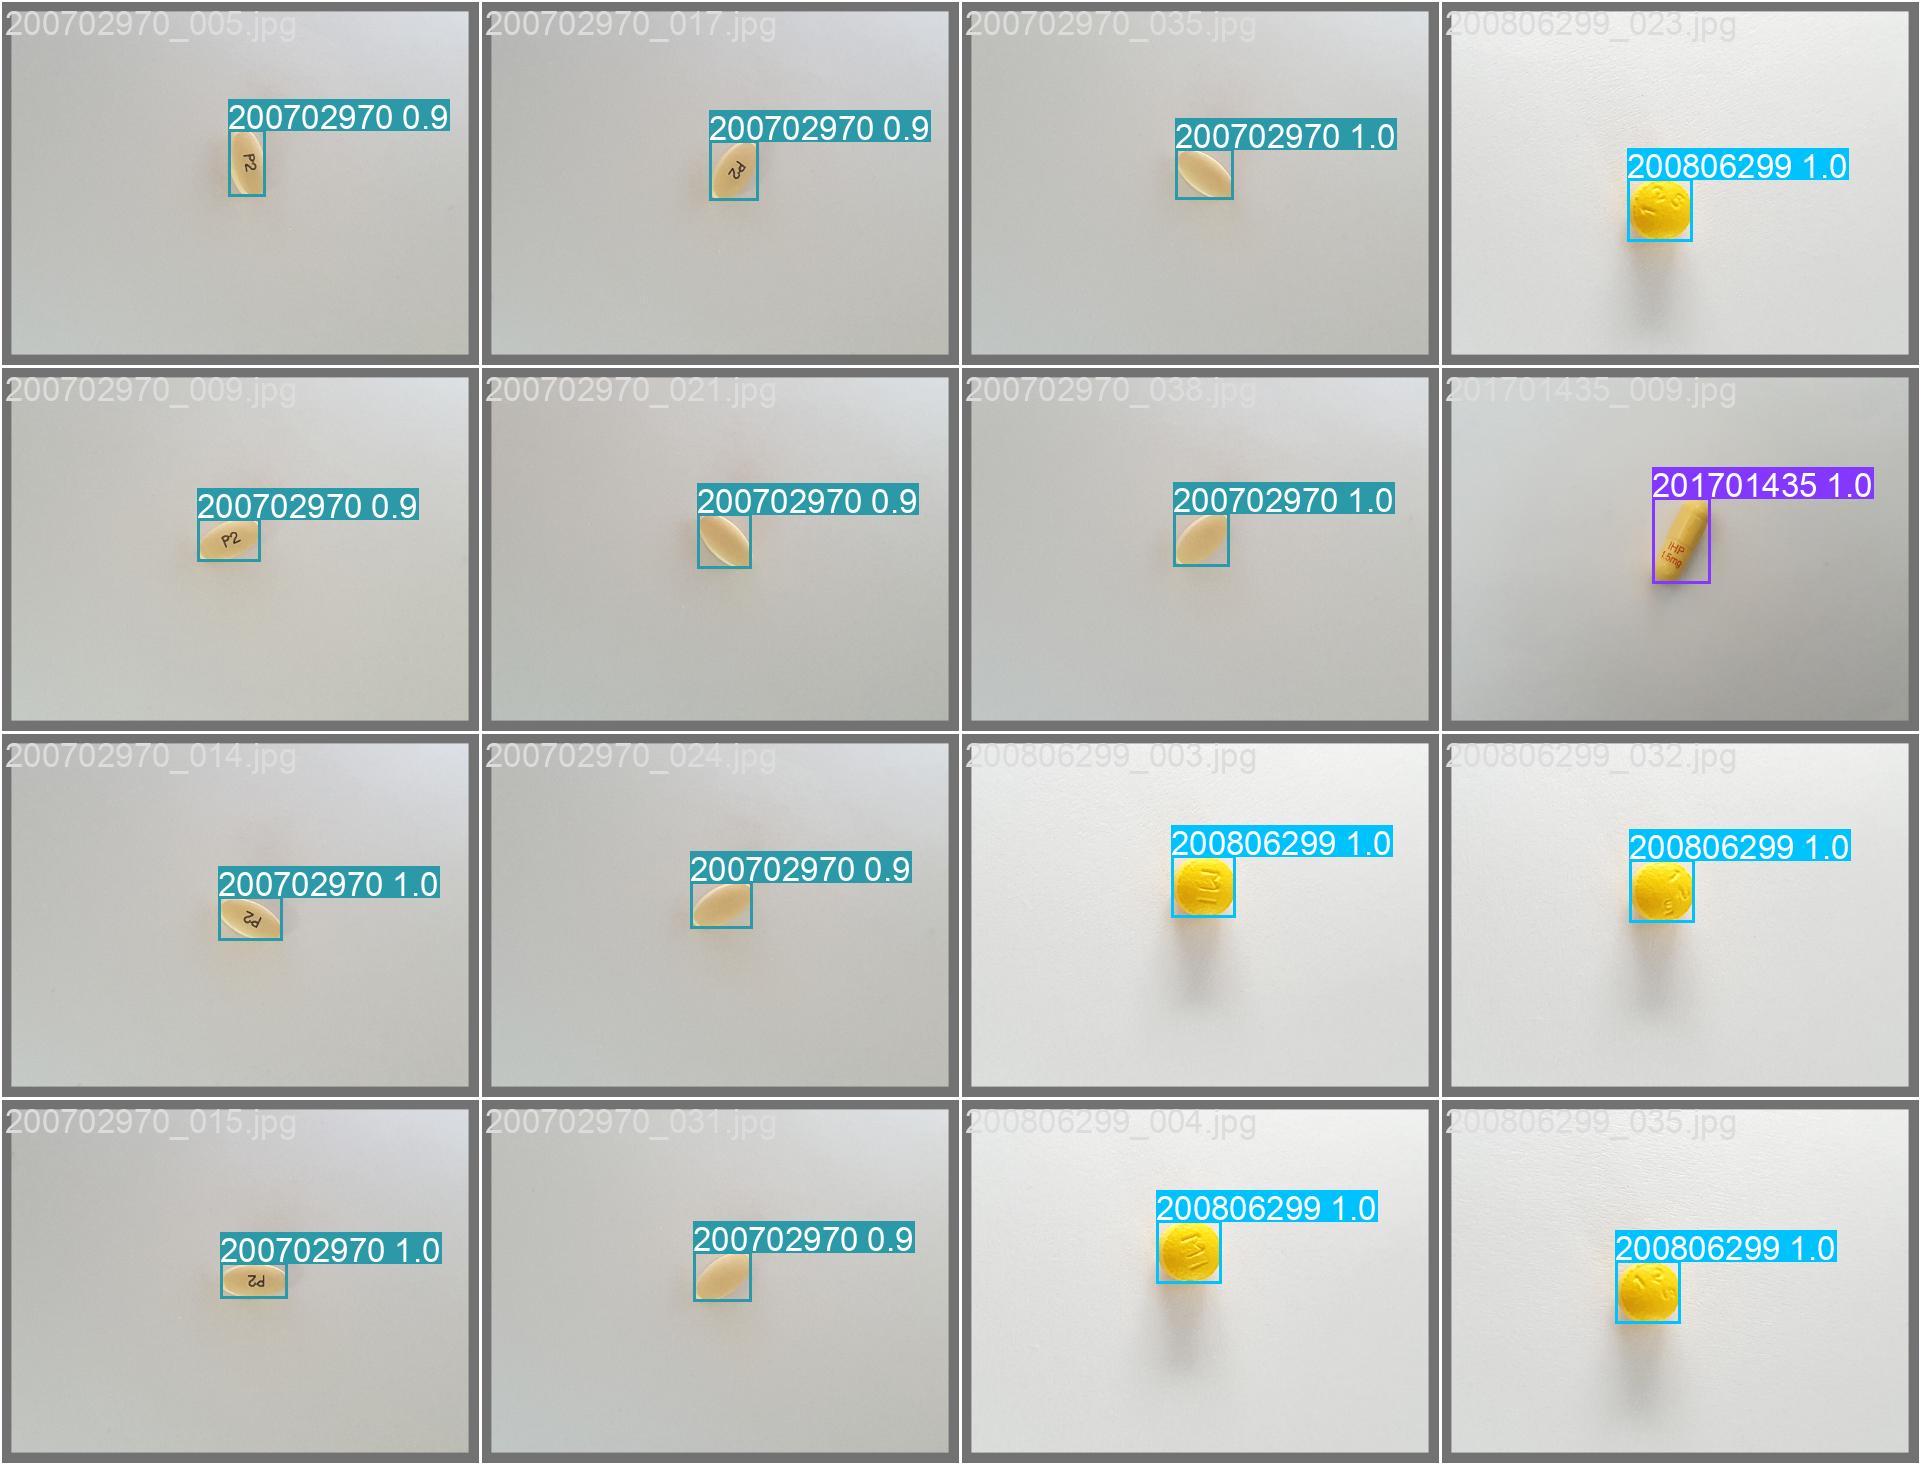 200702970_005.jpg
200702970 0.9
P2
200702970_017.jpg
200702970 0.9
P2
200702970_035.jpg
200702970 1.0
200806299_023.jpg
200806299 1.0
1 2 5
200702970_009.jpg
200702970 0.9
P2
200702970_021.jpg
200702970 0.9
200702970_038.jpg
200702970 1.0
201701435_009.jpg
201701435 1.0
IHP
1.5mg
200702970_014.jpg
200702970 1.0
P2
200702970_024.jpg
200702970 0.9
200806299_003.jpg
200806299 1.0
M1
200806299_032.jpg
200806299 1.0
1 2
200702970_015.jpg
200702970 1.0
P2
200702970_031.jpg
200702970 0.9
200806299_004.jpg
200806299 1.0
200806299_035.jpg
200806299 1.0
1 2 5